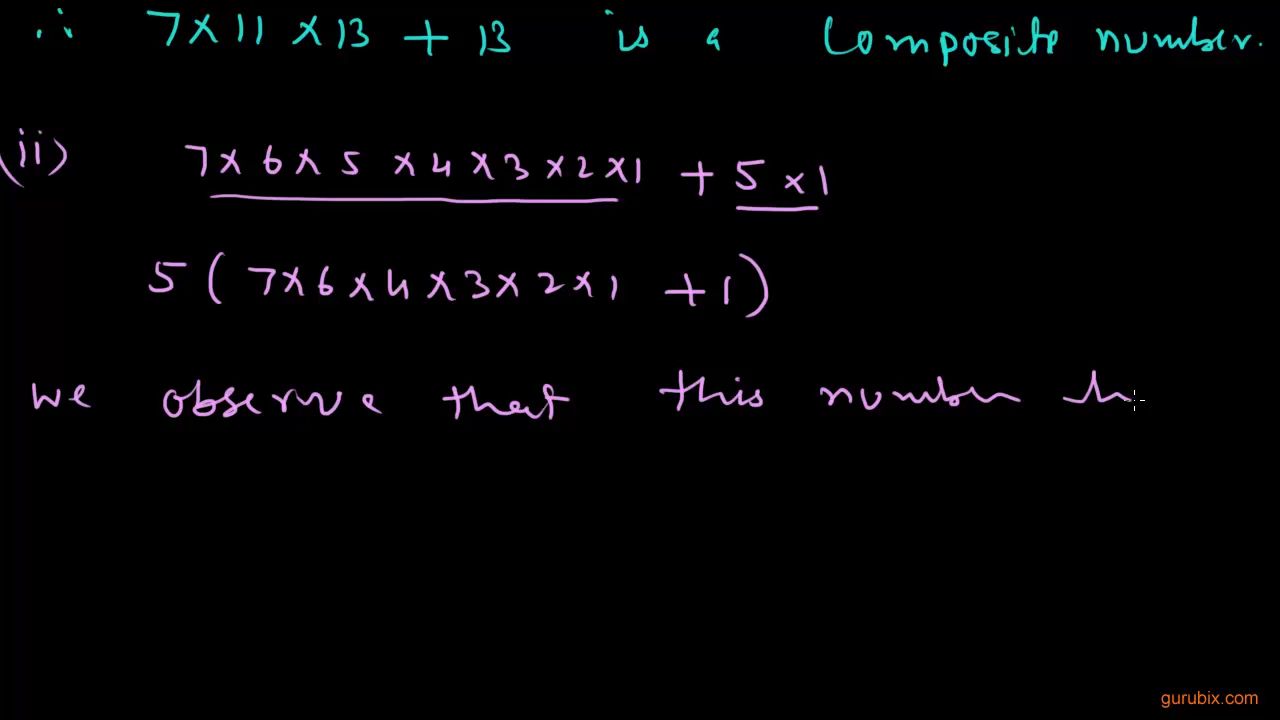 ∴ 7 × 11 × 13 + 13 is a composite number.
(ii) 7 × 6 × 5 × 4 × 3 × 2 × 1 + 5 × 1
5 ( 7 × 6 × 4 × 3 × 2 × 1 + 1 )
we observe that this number
gurubix.com